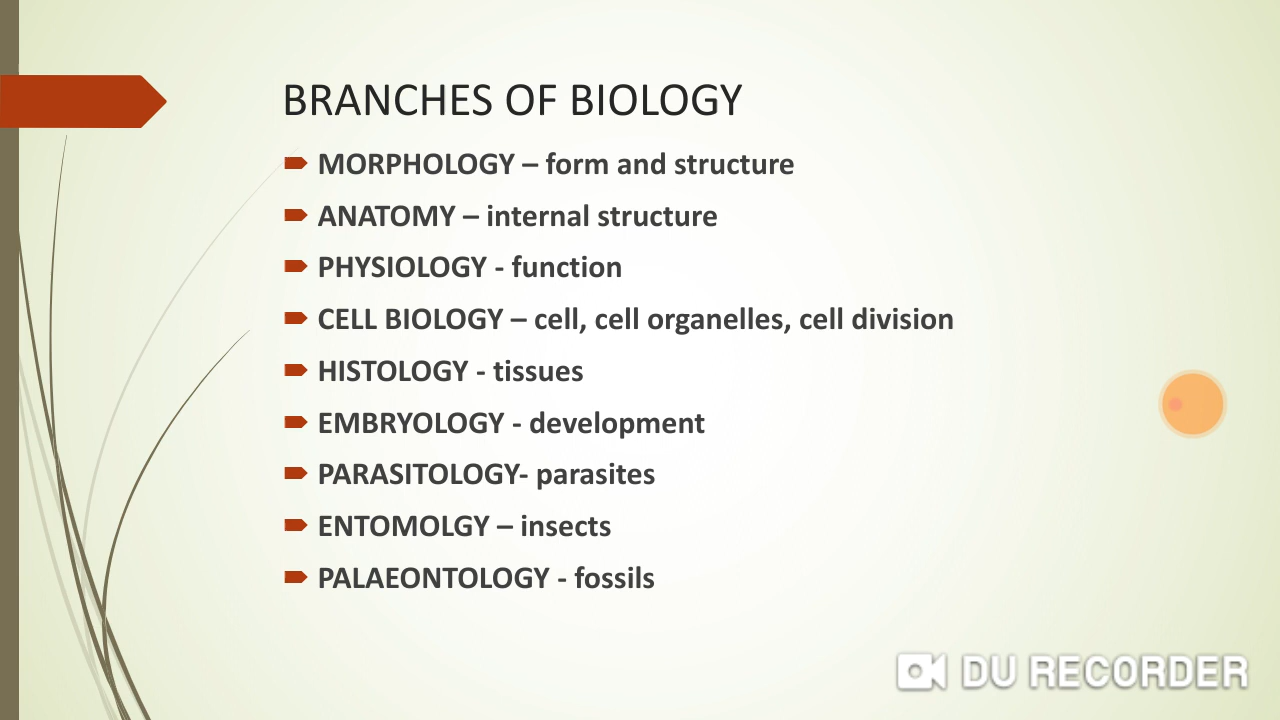 BRANCHES OF BIOLOGY
MORPHOLOGY – form and structure
ANATOMY – internal structure
PHYSIOLOGY - function
CELL BIOLOGY – cell, cell organelles, cell division
HISTOLOGY - tissues
EMBRYOLOGY - development
PARASITOLOGY- parasites
ENTOMOLGY – insects
PALAEONTOLOGY - fossils
DU RECORDER